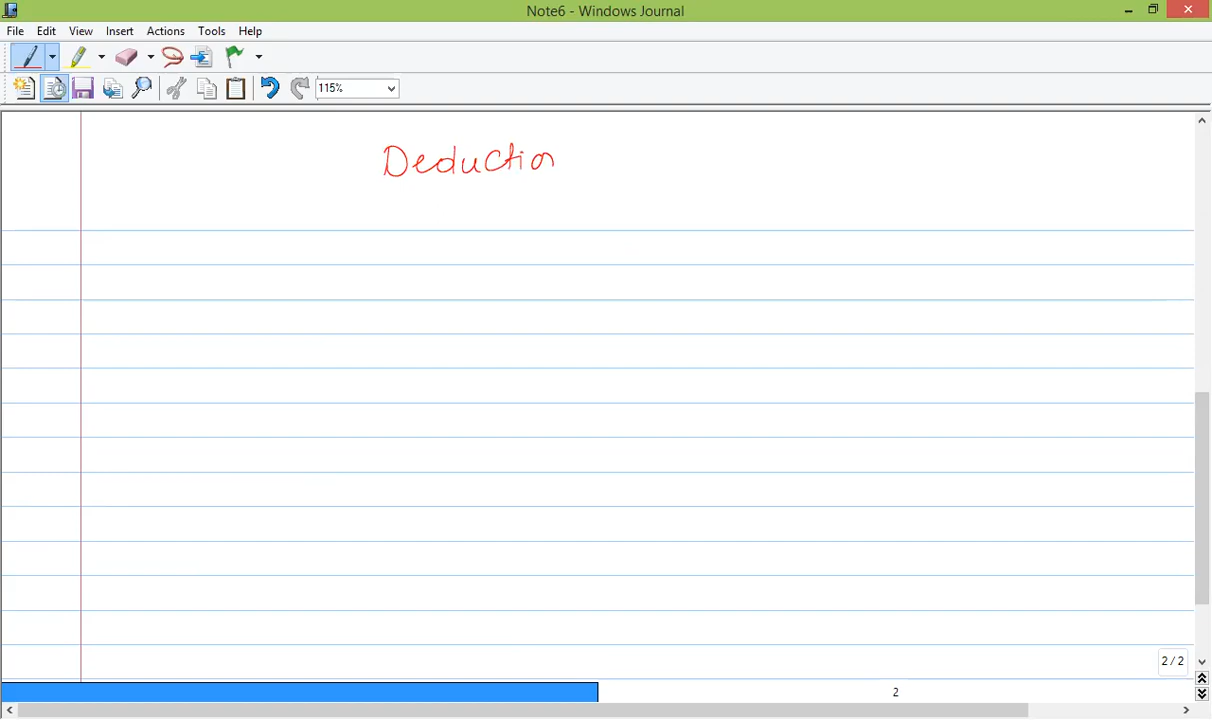 Note6 - Windows Journal
File Edit View Insert Actions Tools Help
115%
Deduction
2 / 2
2